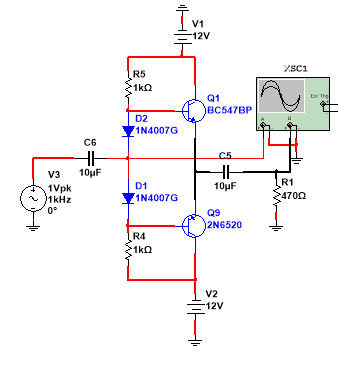 V1
12V
XSC1
R5
1kΩ
Q1
BC547BP
Ext Trig
D2
1N4007G
A
B
C6
10µF
C5
10µF
V3
1Vpk
1kHz
0°
D1
1N4007G
R1
470Ω
Q9
2N6520
R4
1kΩ
V2
12V